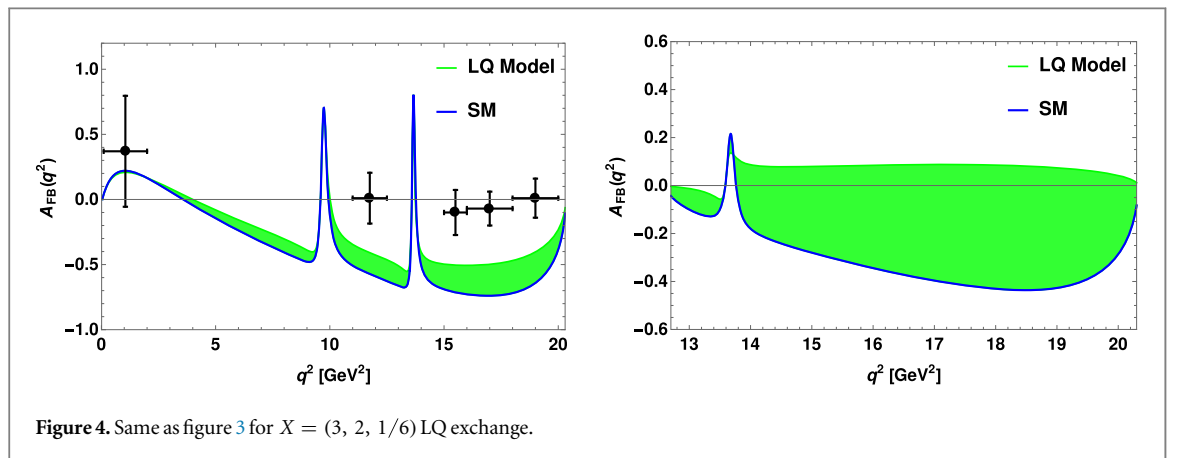 LQ Model
SM
A_FB(q²)
1.0
0.5
0.0
−0.5
−1.0
0 5 10 15 20
q² [GeV²]
LQ Model
SM
A_FB(q²)
0.6
0.4
0.2
0.0
−0.2
−0.4
−0.6
13 14 15 16 17 18 19 20
q² [GeV²]
Figure 4. Same as figure 3 for X = (3, 2, 1/6) LQ exchange.